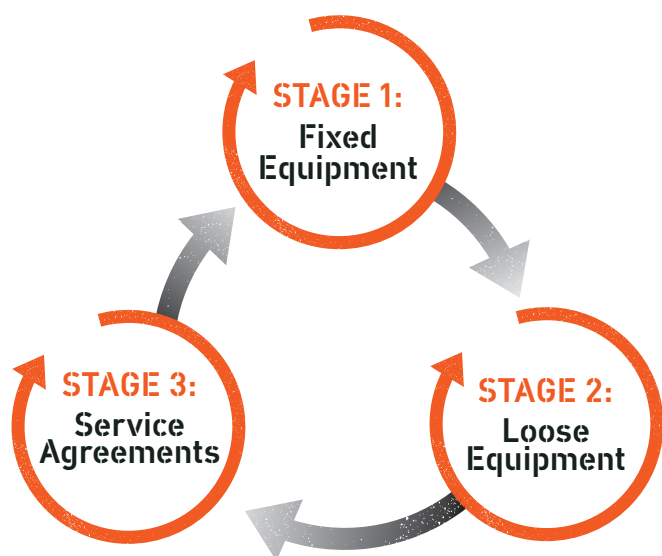 STAGE 1:
Fixed
Equipment
STAGE 2:
Loose
Equipment
STAGE 3:
Service
Agreements